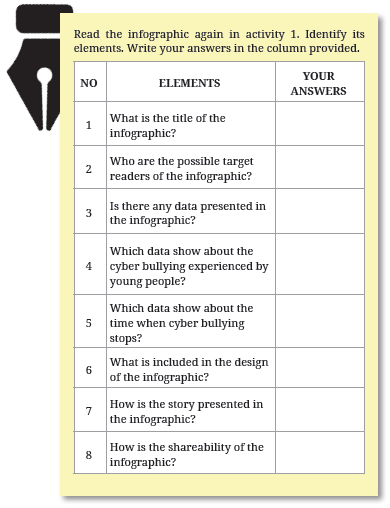 Read the infographic again in activity 1. Identify its
elements. Write your answers in the column provided.
NO
ELEMENTS
YOUR
ANSWERS
1
What is the title of the
infographic?
2
Who are the possible target
readers of the infographic?
3
Is there any data presented in
the infographic?
4
Which data show about the
cyber bullying experienced by
young people?
5
Which data show about the
time when cyber bullying
stops?
6
What is included in the design
of the infographic?
7
How is the story presented in
the infographic?
8
How is the shareability of the
infographic?